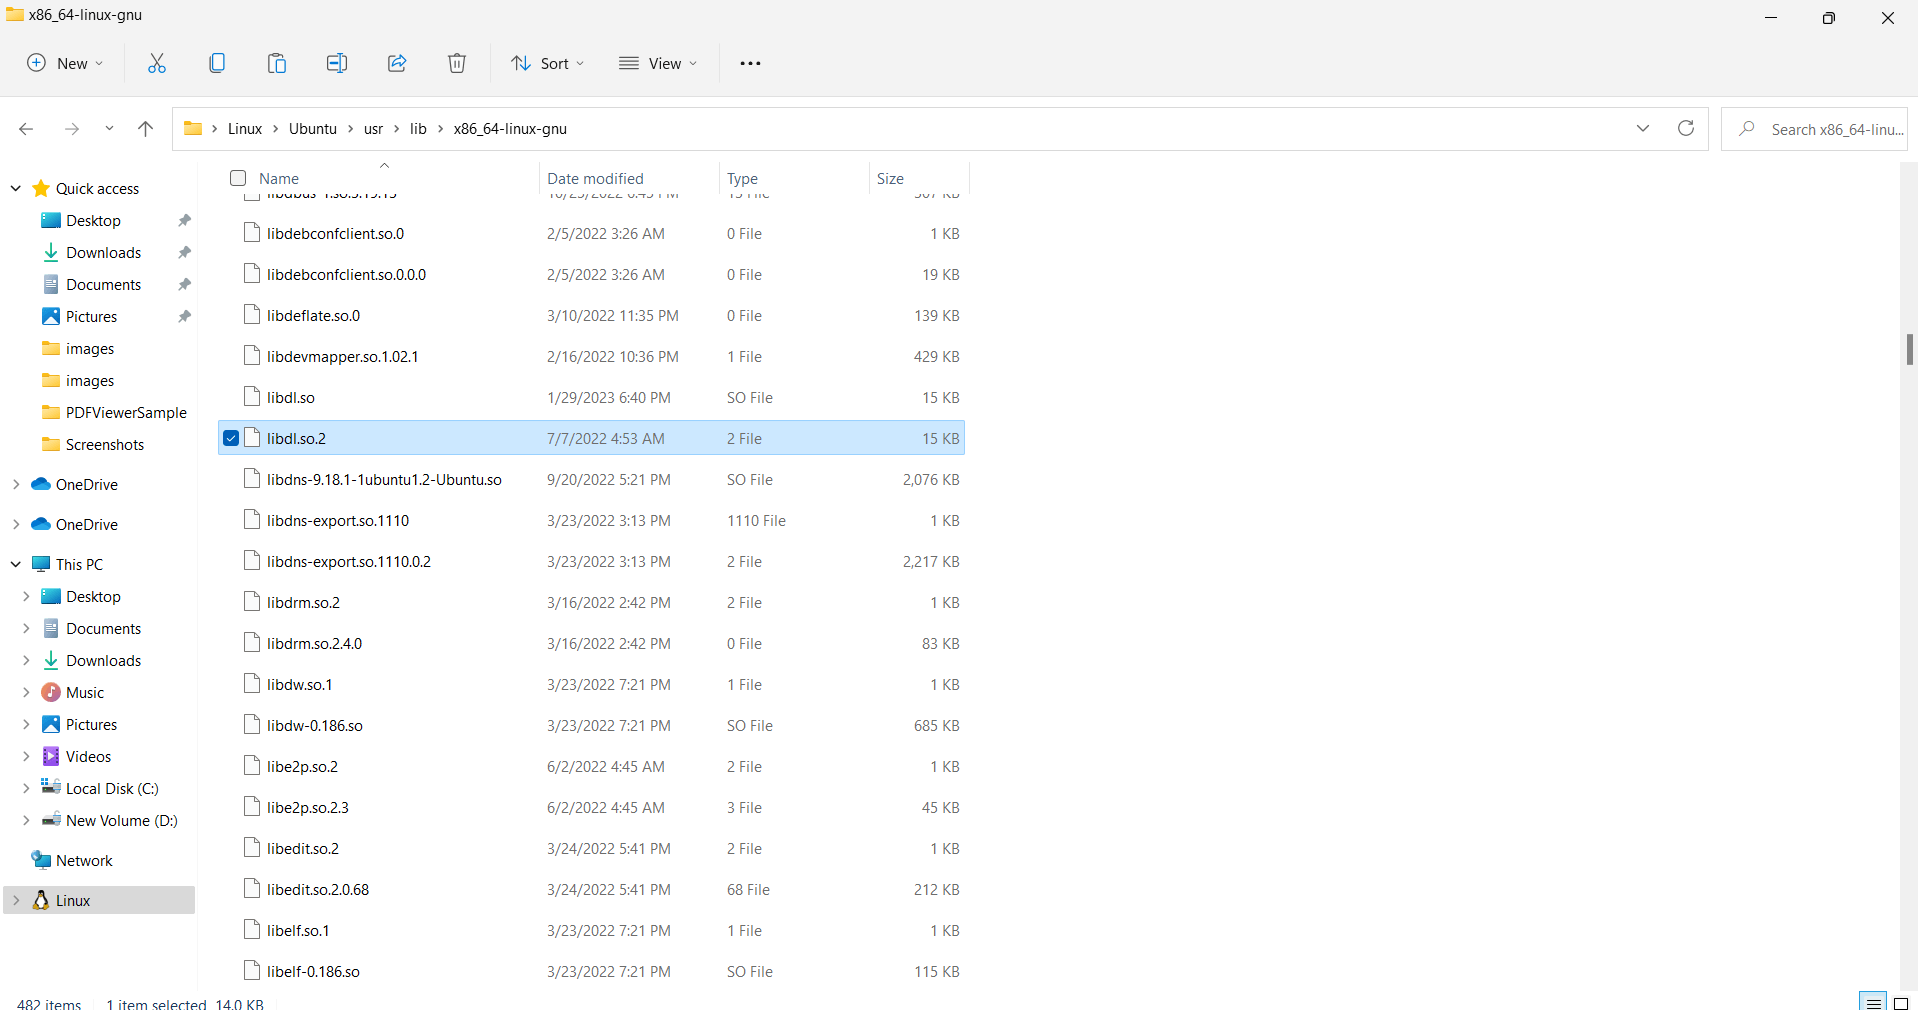 x86_64-linux-gnu
New
Sort
View
Linux > Ubuntu > usr > lib > x86_64-linux-gnu
Search x86_64-linu...
Quick access
Desktop
Downloads
Documents
Pictures
images
images
PDFViewerSample
Screenshots
OneDrive
OneDrive
This PC
Desktop
Documents
Downloads
Music
Pictures
Videos
Local Disk (C:)
New Volume (D:)
Network
Linux
Name Date modified Type Size
libdebconfclient.so.0 2/5/2022 3:26 AM 0 File 1 KB
libdebconfclient.so.0.0.0 2/5/2022 3:26 AM 0 File 19 KB
libdeflate.so.0 3/10/2022 11:35 PM 0 File 139 KB
libdevmapper.so.1.02.1 2/16/2022 10:36 PM 1 File 429 KB
libdl.so 1/29/2023 6:40 PM SO File 15 KB
libdl.so.2 7/7/2022 4:53 AM 2 File 15 KB
libdns-9.18.1-1ubuntu1.2-Ubuntu.so 9/20/2022 5:21 PM SO File 2,076 KB
libdns-export.so.1110 3/23/2022 3:13 PM 1110 File 1 KB
libdns-export.so.1110.0.2 3/23/2022 3:13 PM 2 File 2,217 KB
libdrm.so.2 3/16/2022 2:42 PM 2 File 1 KB
libdrm.so.2.4.0 3/16/2022 2:42 PM 0 File 83 KB
libdw.so.1 3/23/2022 7:21 PM 1 File 1 KB
libdw-0.186.so 3/23/2022 7:21 PM SO File 685 KB
libe2p.so.2 6/2/2022 4:45 AM 2 File 1 KB
libe2p.so.2.3 6/2/2022 4:45 AM 3 File 45 KB
libedit.so.2 3/24/2022 5:41 PM 2 File 1 KB
libedit.so.2.0.68 3/24/2022 5:41 PM 68 File 212 KB
libelf.so.1 3/23/2022 7:21 PM 1 File 1 KB
libelf-0.186.so 3/23/2022 7:21 PM SO File 115 KB
482 items 1 item selected 14.0 KB